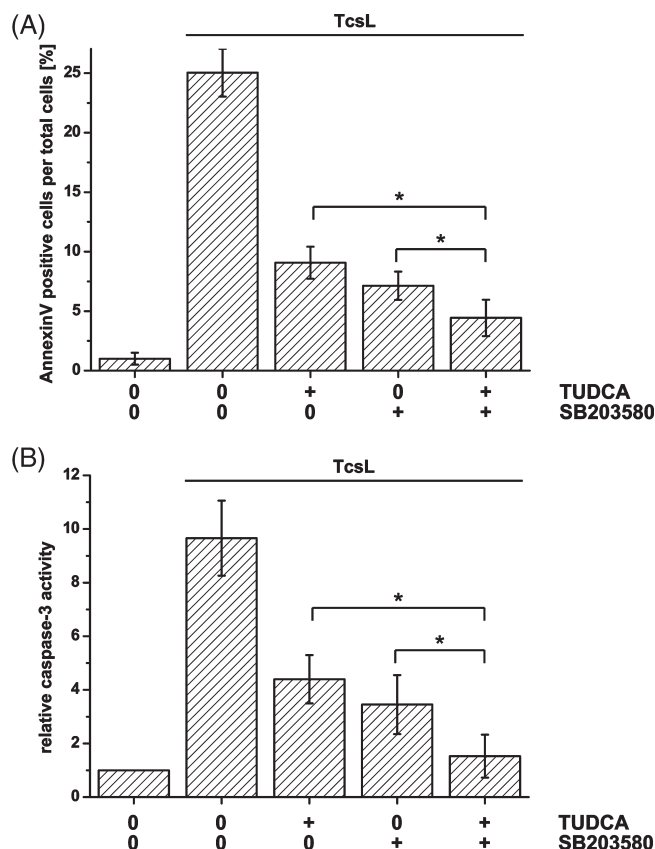 (A)
TcsL
AnnexinV positive cells per total cells [%]
25
20
15
10
5
0
*
*
0 0 + 0 + TUDCA
0 0 0 + + SB203580
(B)
TcsL
relative caspase-3 activity
12
10
8
6
4
2
0
*
*
0 0 + 0 + TUDCA
0 0 0 + + SB203580